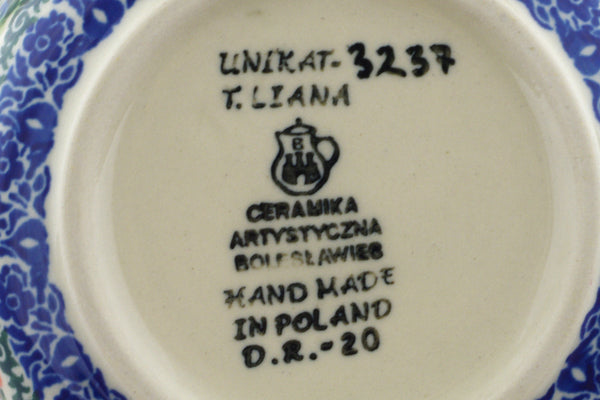 UNIKAT-3237
T. LIANA
B
CERAMIKA
ARTYSTYCZNA
BOLESŁAWIEC
HAND MADE
IN POLAND
D.R.-20